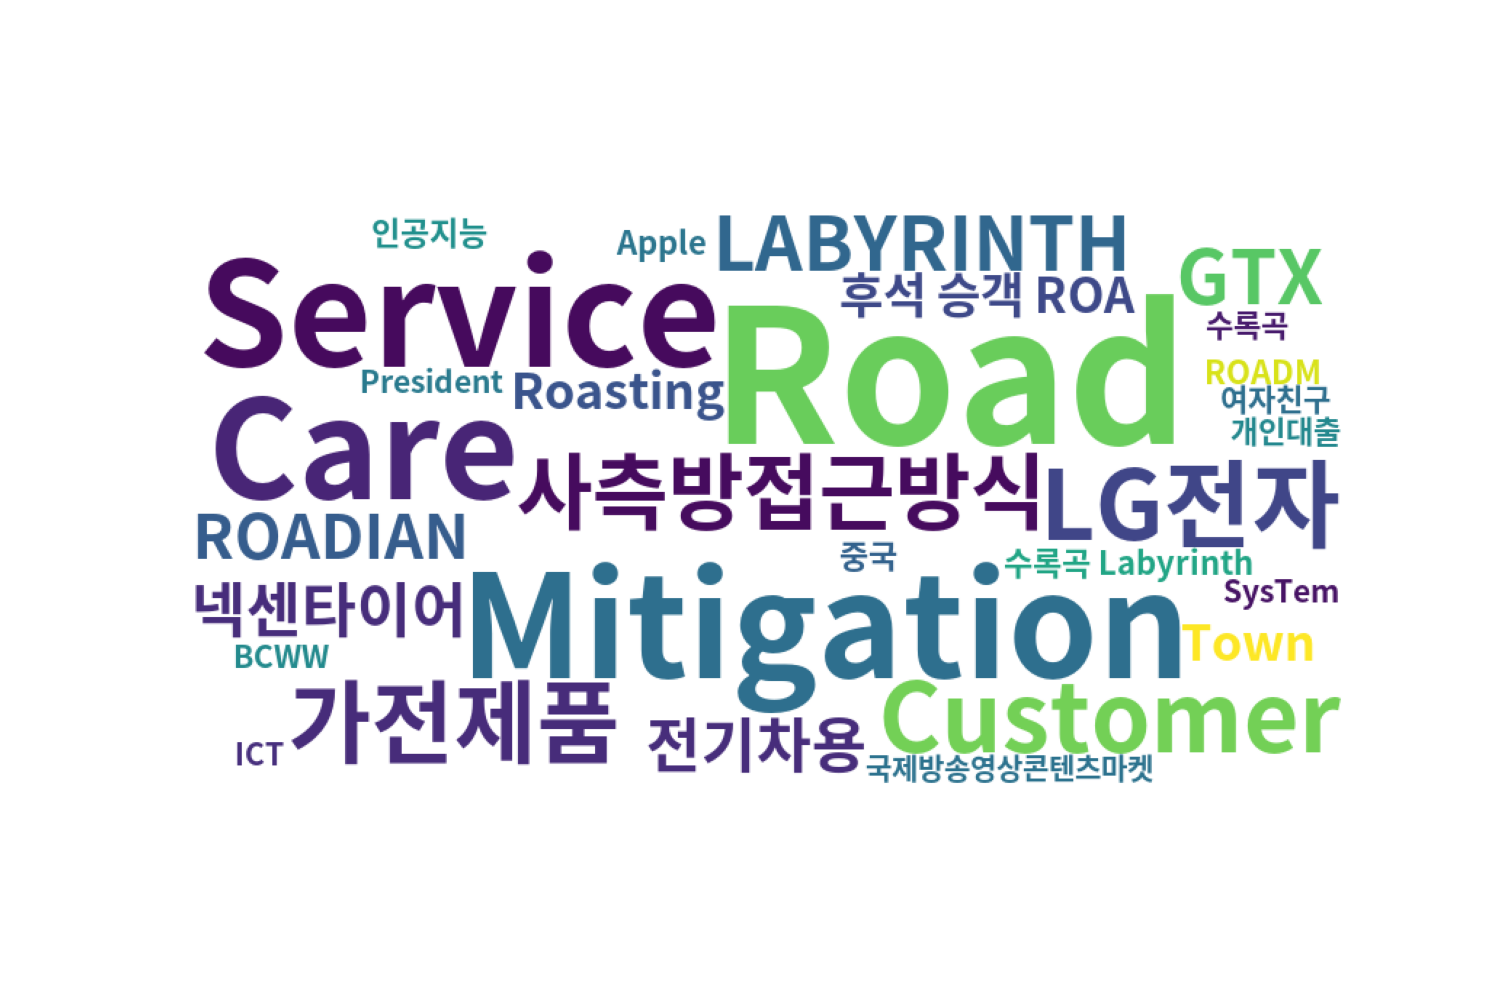 인공지능
Apple
LABYRINTH
GTX
Service
후석 승객 ROA
수록곡
Road
President
Roasting
ROADM
여자친구
Care
개인대출
사측방접근방식
LG전자
ROADIAN
중국
수록곡 Labyrinth
SysTem
넥센타이어
Mitigation
Town
BCWW
가전제품
전기차용
Customer
ICT
국제방송영상콘텐츠마켓